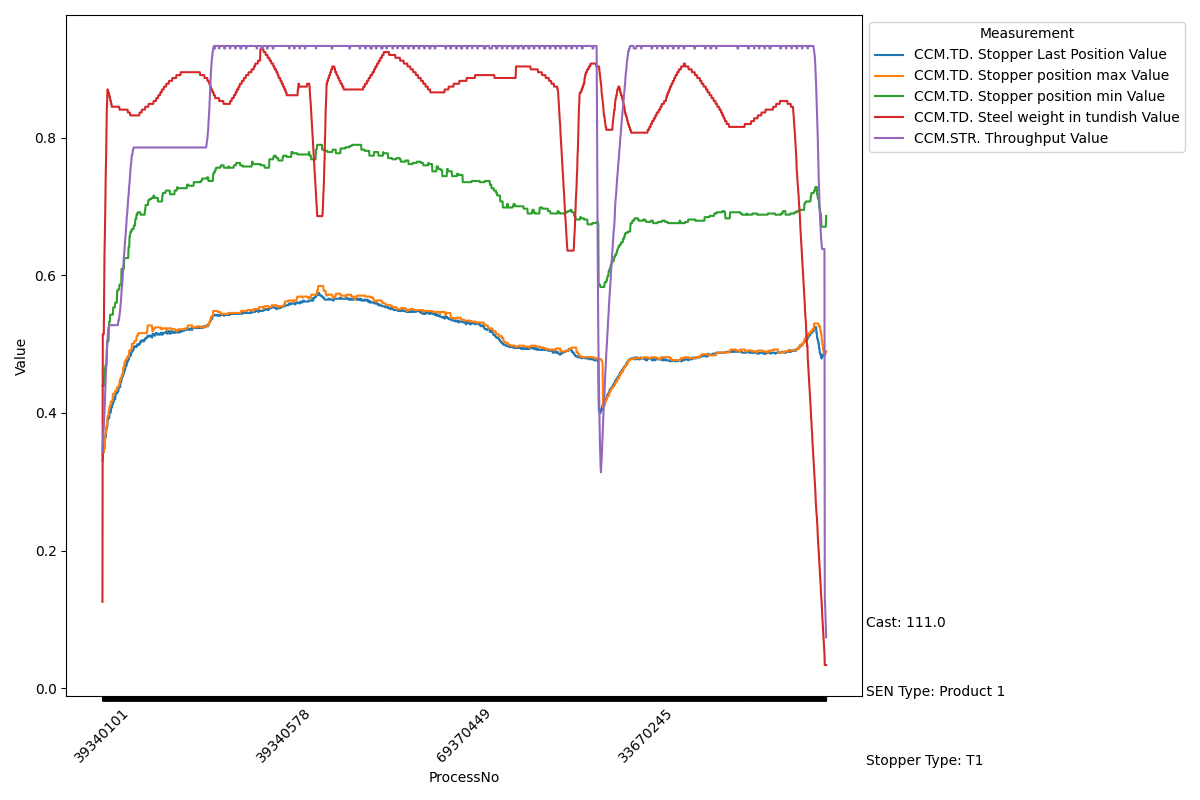 Measurement
CCM.TD. Stopper Last Position Value
CCM.TD. Stopper position max Value
CCM.TD. Stopper position min Value
CCM.TD. Steel weight in tundish Value
CCM.STR. Throughput Value
Value
0.8
0.6
0.4
0.2
0.0
39340101
39340578
69370449
33670245
ProcessNo
Cast: 111.0
SEN Type: Product 1
Stopper Type: T1